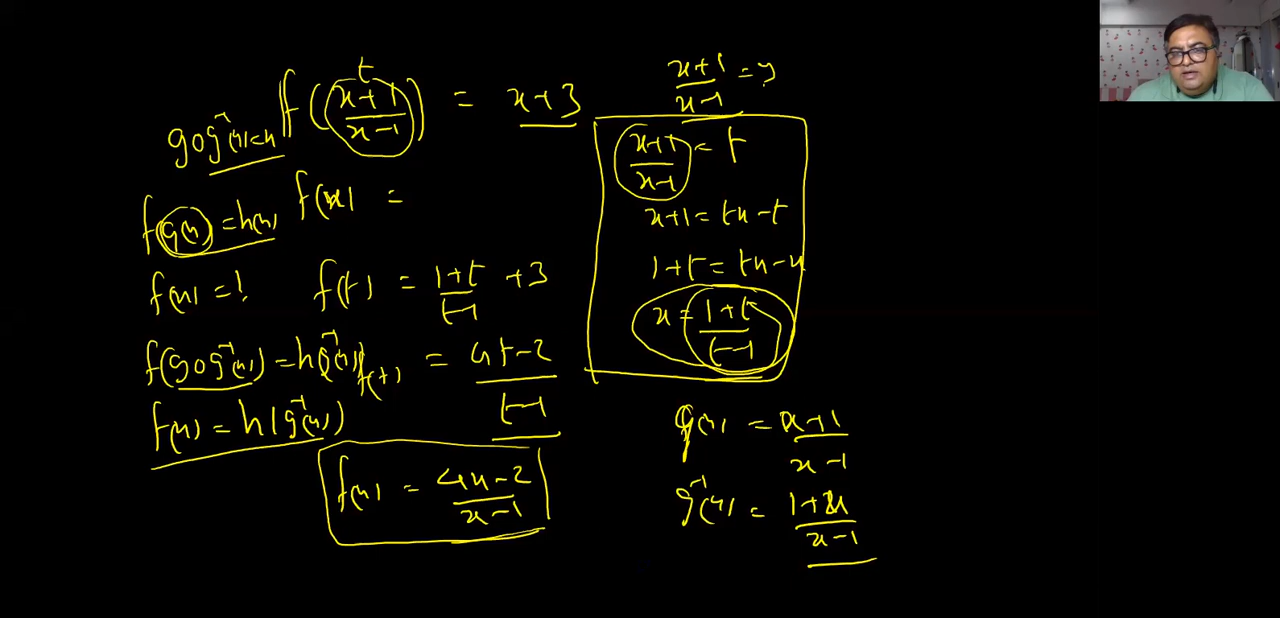 t
f((x+1)/(x-1)) = x+3
gog⁻¹(x)=x
f(x) =
f(g(x)) = h(x)
f(x) = ?
f(t) = (1+t)/(t-1) + 3
f(gog⁻¹(x)) = h(g⁻¹(x))
f(t) = (4t-2)/(t-1)
f(x) = h(g⁻¹(x))
f(x) = (4x-2)/(x-1)
(x+1)/(x-1) = ?
(x+1)/(x-1) = t
x+1 = tx-t
1+t = tx-x
x = (1+t)/(t-1)
g(x) = (x+1)/(x-1)
g⁻¹(x) = (1+x)/(x-1)